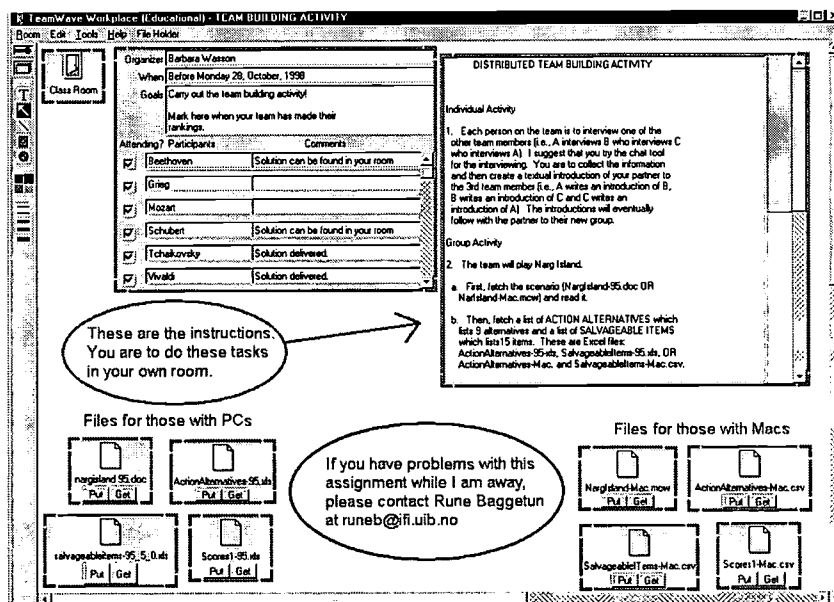 TeamWave Workplace (Educational) - TEAM BUILDING ACTIVITY
Room Edit Tools Help File Holder
Class Room
Organizer Barbara Wasson
When Before Monday 28, October, 1998
Goals Carry out the team building activity!
Mark here when your team has made their
rankings.
Attending? Participants Comments
Beethoven Solution can be found in your room
Grieg
Mozart
Schubert Solution can be found in your room
Tchaikovsky Solution delivered.
Vivaldi Solution delivered.
DISTRIBUTED TEAM BUILDING ACTIVITY
Individual Activity
1. Each person on the team is to interview one of the
other team members (i.e., A interviews B who interviews C
who interviews A) I suggest that you try the chat tool
for the interviewing. You are to collect the information
and then create a textual introduction of your partner to
the 3rd team member (i.e., A writes an introduction of B,
B writes an introduction of C and C writes an
introduction of A) The introductions will eventually
follow with the partner to their new group.
Group Activity
2. The team will play Narg Island.
a. First, fetch the scenario (NargIsland-95.doc OR
NarIsland-Mac.mcw) and read it.
b. Then, fetch a list of ACTION ALTERNATIVES which
lists 9 alternatives and a list of SALVAGEABLE ITEMS
which lists15 items. These are Excel files:
ActionAlternatives-95-xls, SalvageableItems-95.xls, OR
ActionAlternatives-Mac. and SalvageableItems-Mac.csv.
These are the instructions.
You are to do these tasks
in your own room.
Files for those with PCs
nargisland 95.doc
Put Get
ActionAlternatives-95.xls
Put Get
salvageableitems-95_5_0.xls
Put Get
Scores1-95.xls
Put Get
If you have problems with this
assignment while I am away,
please contact Rune Baggetun
at runeb@ifi.uib.no
Files for those with Macs
NargIsland-Mac.mcw
Put Get
ActionAlternatives-Mac.csv
Put Get
SalvageableITems-Mac.csv
Put Get
Scores1-Mac.csv
Put Get